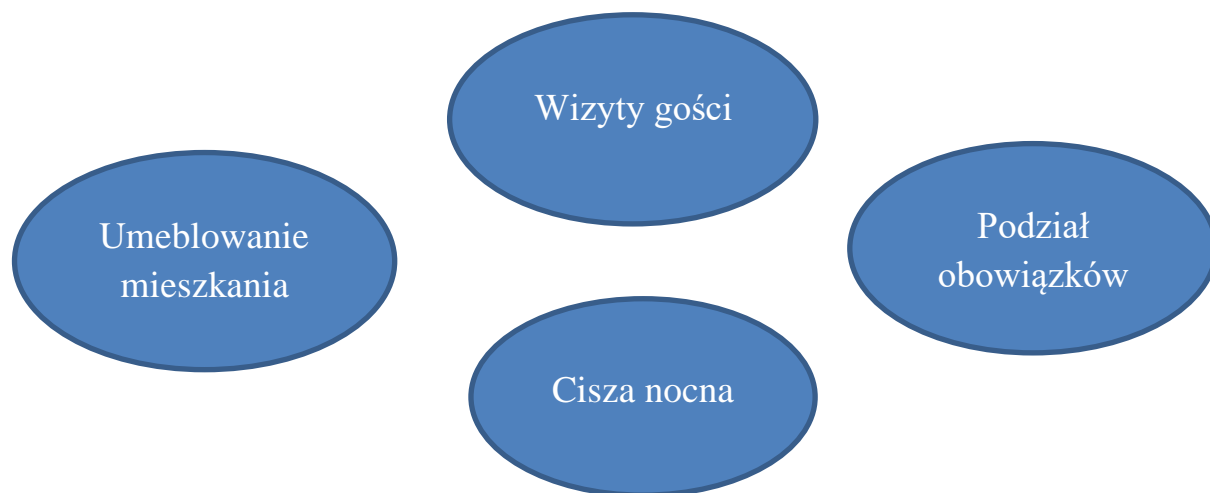 Wizyty gości
Umeblowanie
mieszkania
Podział
obowiązków
Cisza nocna